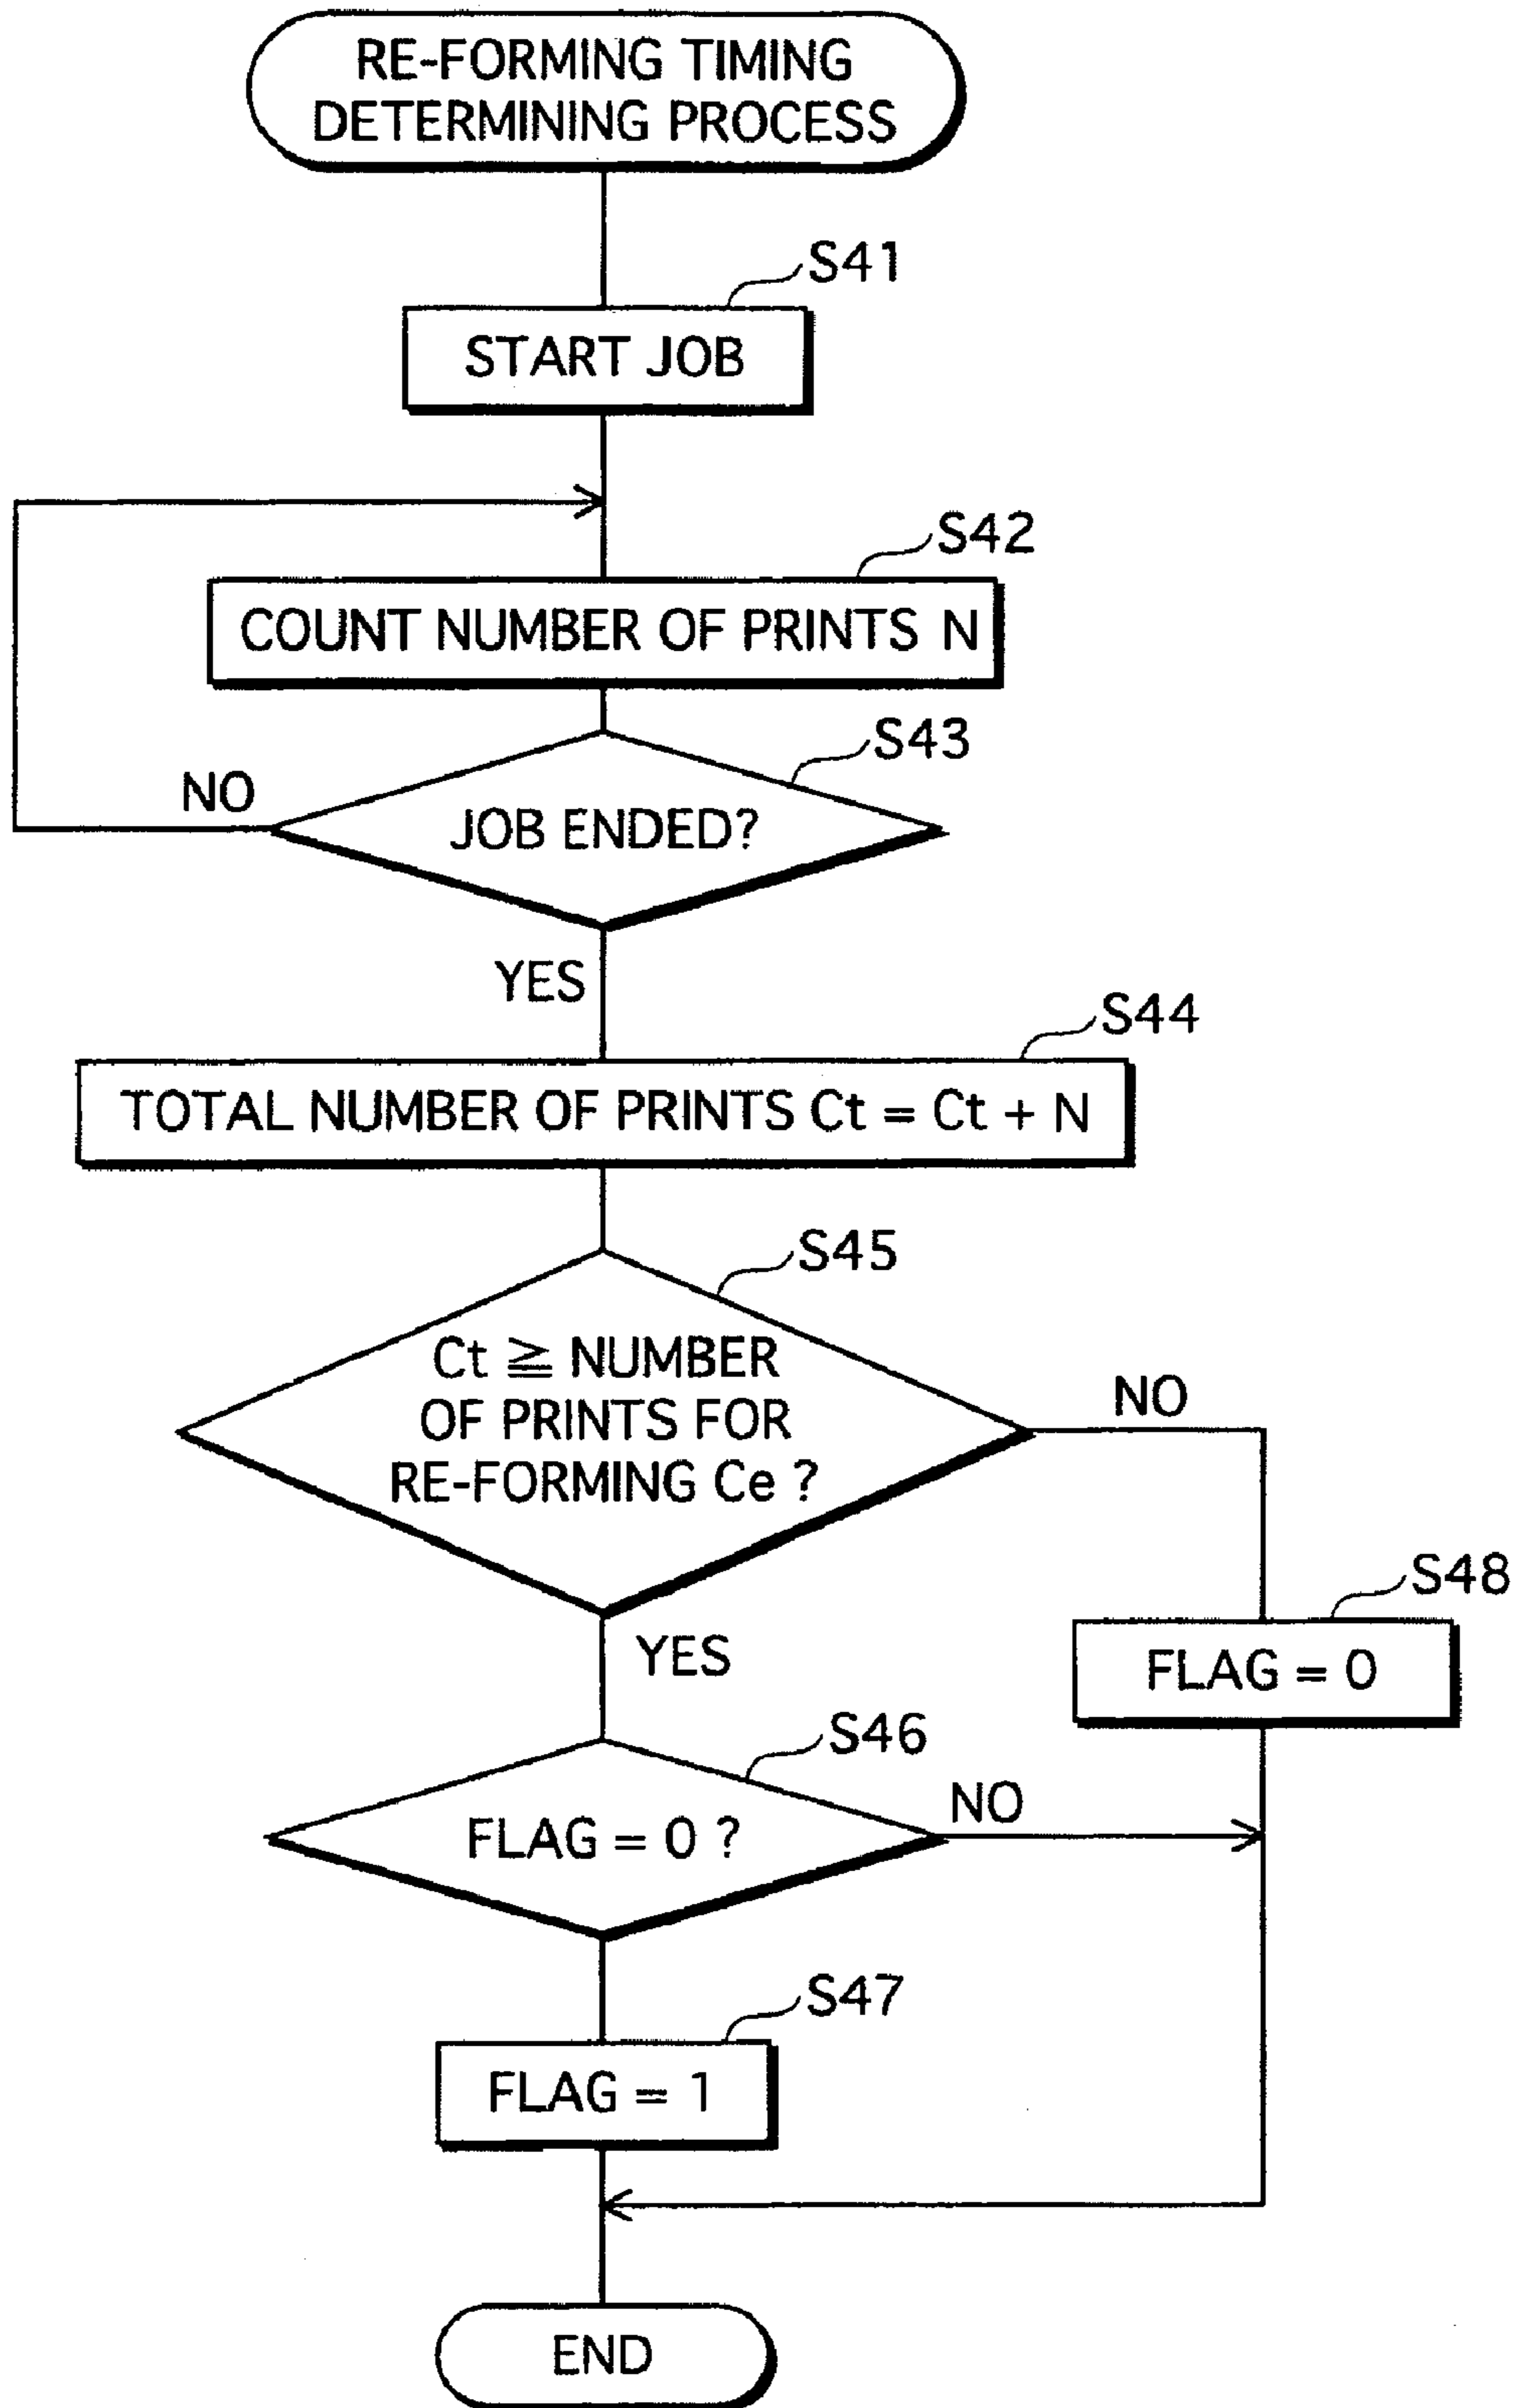 RE-FORMING TIMING
DETERMINING PROCESS
S41
START JOB
S42
COUNT NUMBER OF PRINTS N
S43
JOB ENDED?
NO
YES
S44
TOTAL NUMBER OF PRINTS Ct = Ct + N
S45
Ct ≧ NUMBER
OF PRINTS FOR
RE-FORMING Ce ?
NO
YES
S48
FLAG = 0
S46
FLAG = 0 ?
NO
S47
FLAG = 1
END